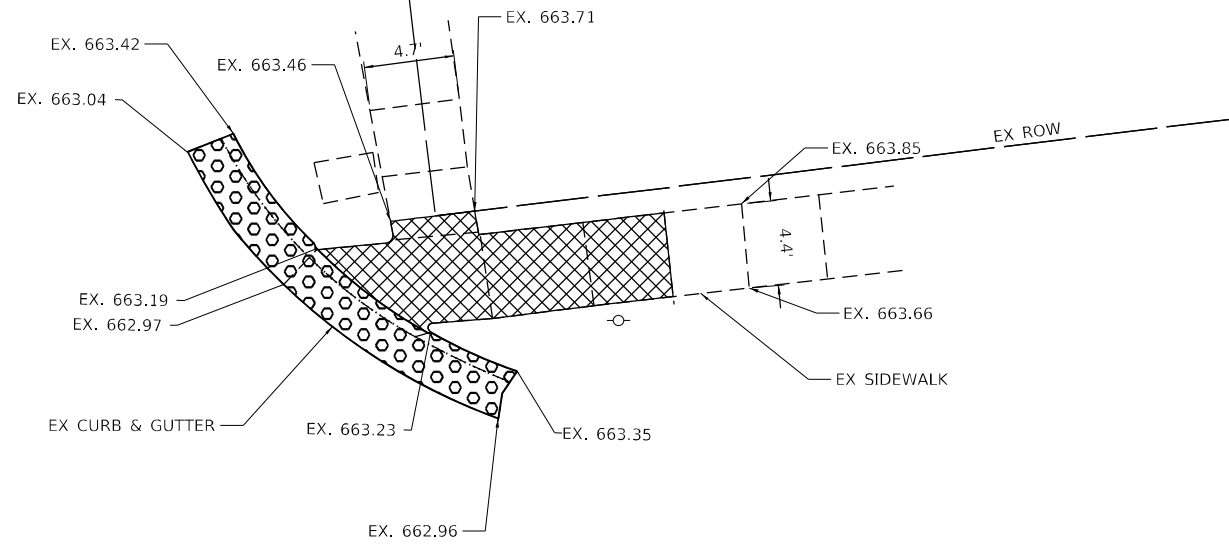 EX. 663.71
EX. 663.42
4.7'
EX. 663.46
EX. 663.04
EX ROW
EX. 663.85
4.4'
EX. 663.19
EX. 662.97
EX. 663.66
EX SIDEWALK
EX CURB & GUTTER
EX. 663.23
EX. 663.35
EX. 662.96